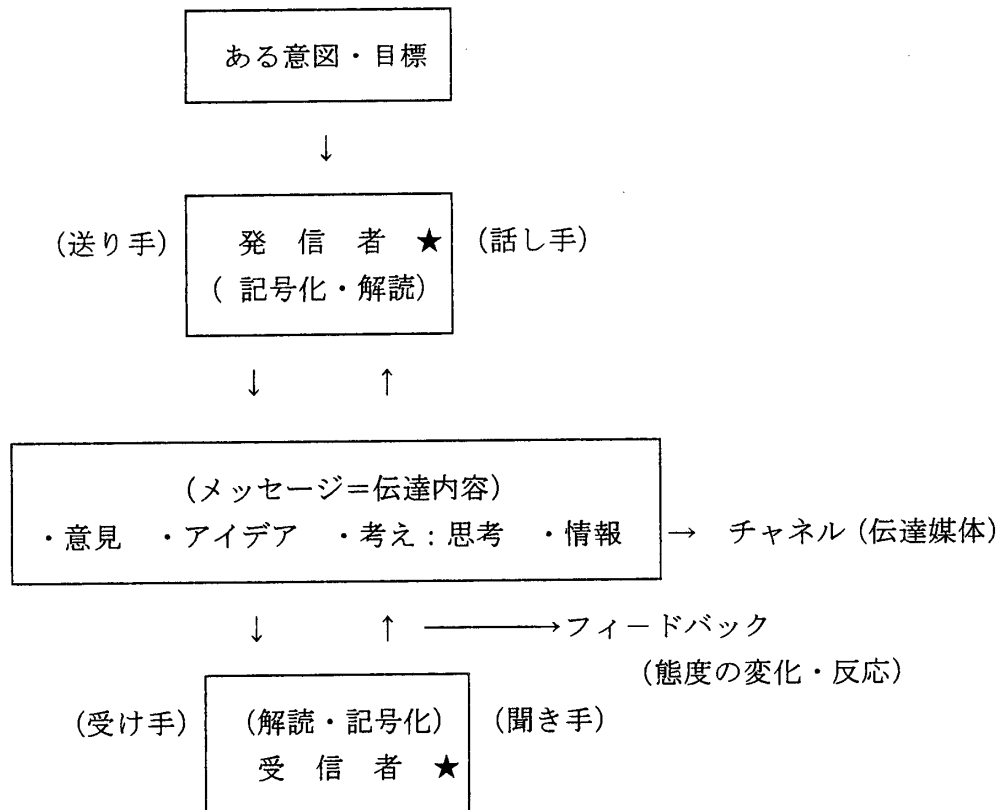 ある意図・目標
↓
(送り手) 発信者 ★ (話し手)
(記号化・解読)
↓ ↑
(メッセージ=伝達内容)
・意見 ・アイデア ・考え:思考 ・情報 → チャネル(伝達媒体)
↓ ↑ → フィードバック
(態度の変化・反応)
(受け手) (解読・記号化) (聞き手)
受信者 ★